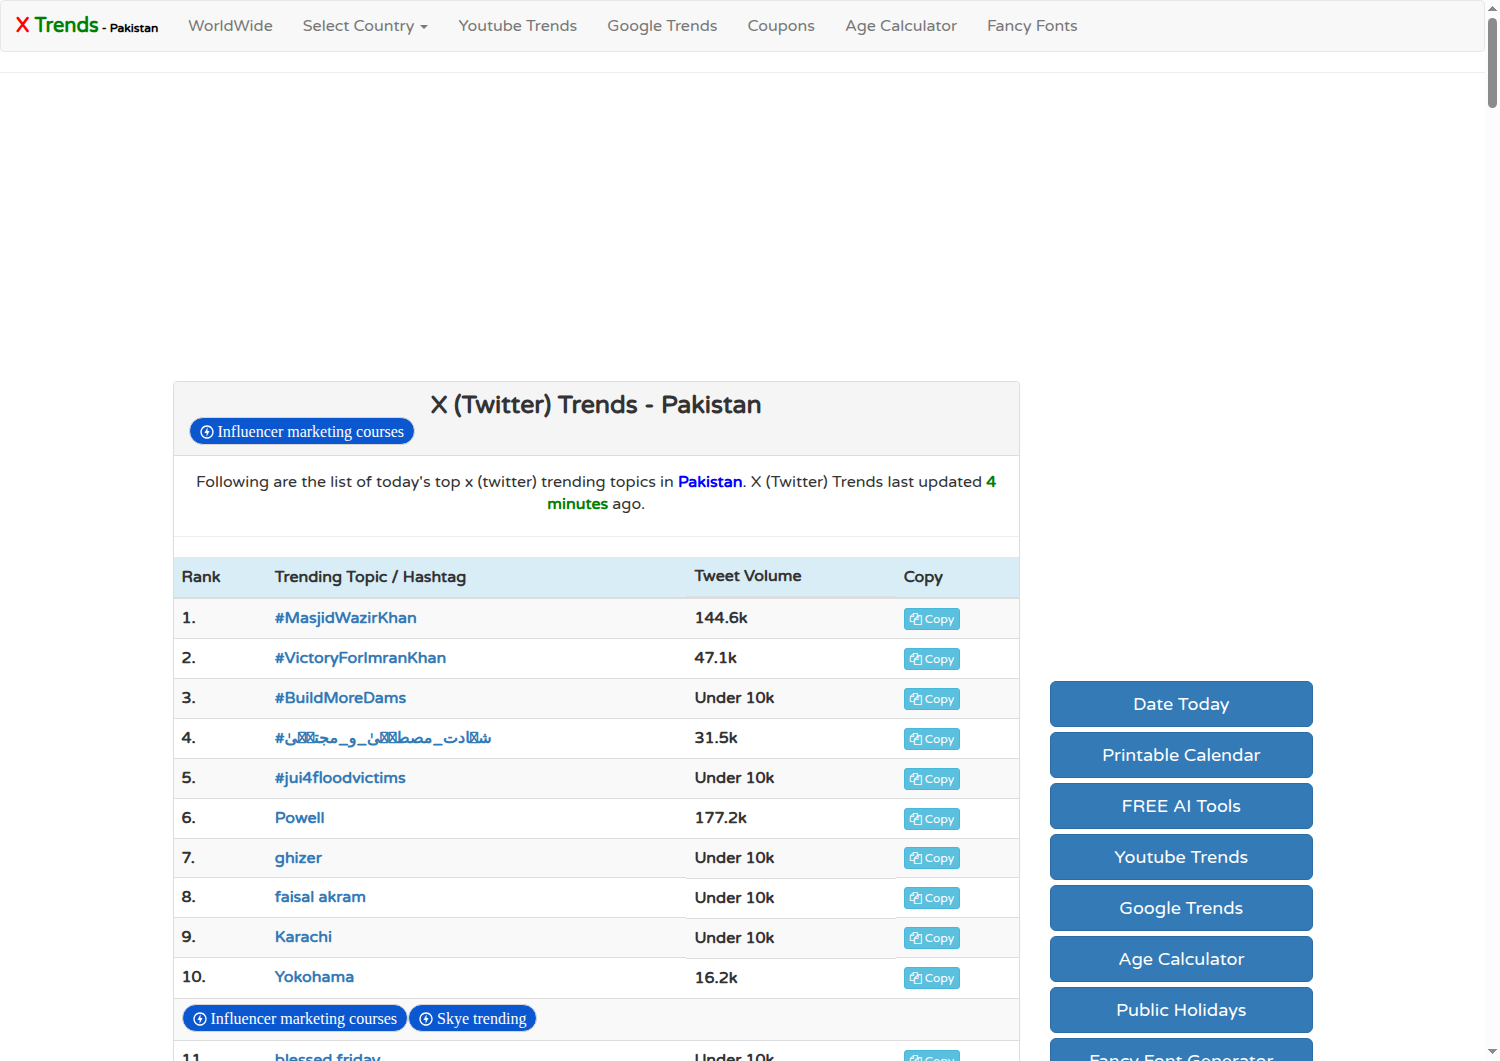 X Trends - Pakistan WorldWide Select Country Youtube Trends Google Trends Coupons Age Calculator Fancy Fonts
X (Twitter) Trends - Pakistan
Influencer marketing courses
Following are the list of today's top x (twitter) trending topics in Pakistan. X (Twitter) Trends last updated 4
minutes ago.
Rank Trending Topic / Hashtag Tweet Volume Copy
1. #MasjidWazirKhan 144.6k Copy
2. #VictoryForImranKhan 47.1k Copy
3. #BuildMoreDams Under 10k Copy
4. 31.5k Copy
5. #jui4floodvictims Under 10k Copy
6. Powell 177.2k Copy
7. ghizer Under 10k Copy
8. faisal akram Under 10k Copy
9. Karachi Under 10k Copy
10. Yokohama 16.2k Copy
Influencer marketing courses Skye trending
11. blessed friday Under 10k Copy
Date Today
Printable Calendar
FREE AI Tools
Youtube Trends
Google Trends
Age Calculator
Public Holidays
Fancy Font Generator